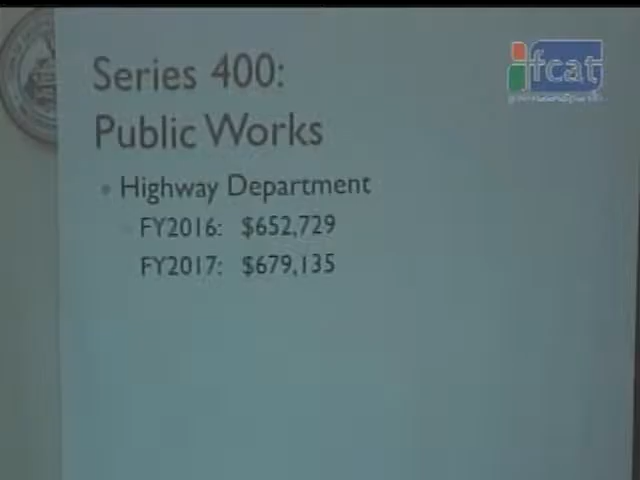 Series 400:
Public Works
• Highway Department
FY2016: $652,729
FY2017: $679,135
fcat